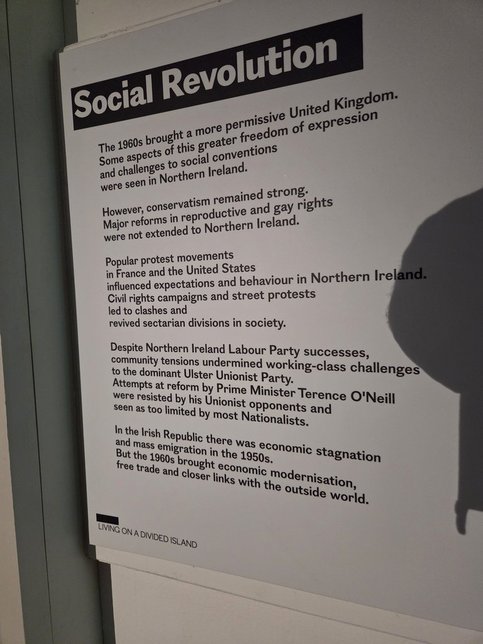 Social Revolution
The 1960s brought a more permissive United Kingdom.
Some aspects of this greater freedom of expression
and challenges to social conventions
were seen in Northern Ireland.
However, conservatism remained strong.
Major reforms in reproductive and gay rights
were not extended to Northern Ireland.
Popular protest movements
in France and the United States
influenced expectations and behaviour in Northern Ireland.
Civil rights campaigns and street protests
led to clashes and
revived sectarian divisions in society.
Despite Northern Ireland Labour Party successes,
community tensions undermined working-class challenges
to the dominant Ulster Unionist Party.
Attempts at reform by Prime Minister Terence O'Neill
were resisted by his Unionist opponents and
seen as too limited by most Nationalists.
In the Irish Republic there was economic stagnation
and mass emigration in the 1950s.
But the 1960s brought economic modernisation,
free trade and closer links with the outside world.
LIVING ON A DIVIDED ISLAND